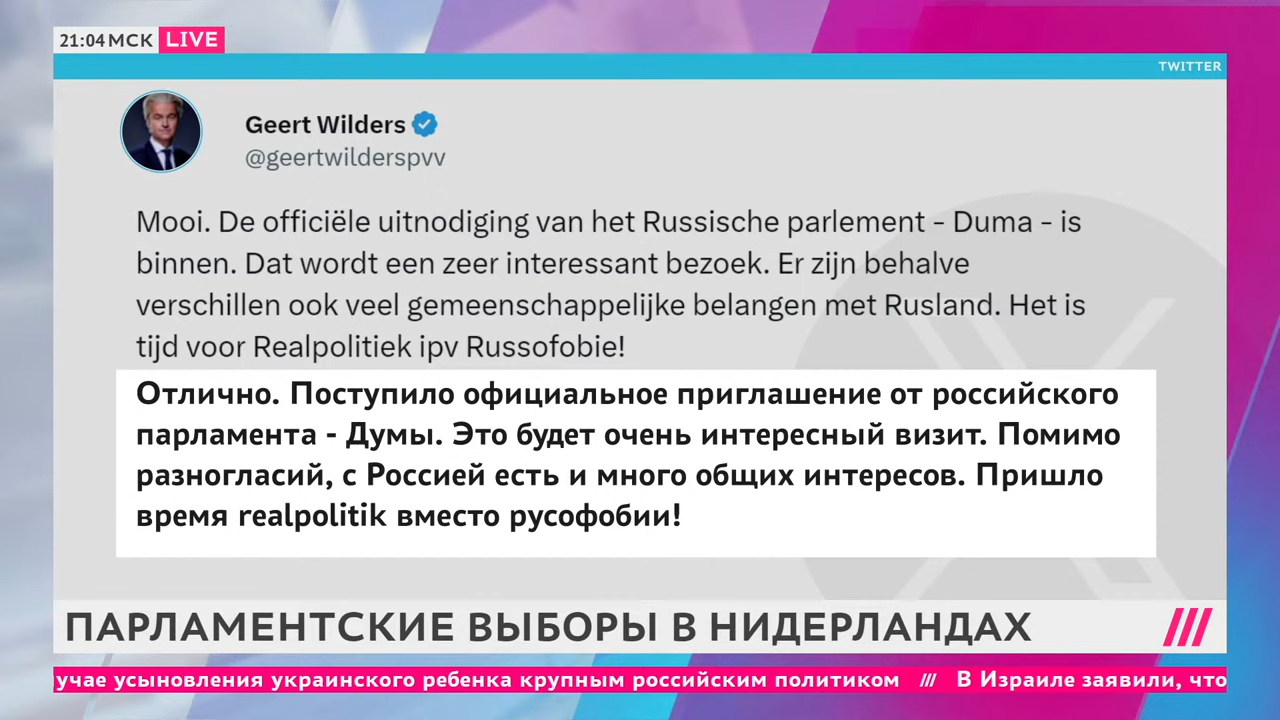 21:04 МСК LIVE
TWITTER
Geert Wilders
@geertwilderspvv
Mooi. De officiële uitnodiging van het Russische parlement - Duma - is
binnen. Dat wordt een zeer interessant bezoek. Er zijn behalve
verschillen ook veel gemeenschappelijke belangen met Rusland. Het is
tijd voor Realpolitiek ipv Russofobie!
Отлично. Поступило официальное приглашение от российского
парламента - Думы. Это будет очень интересный визит. Помимо
разногласий, с Россией есть и много общих интересов. Пришло
время realpolitik вместо русофобии!
ПАРЛАМЕНТСКИЕ ВЫБОРЫ В НИДЕРЛАНДАХ
учае усыновления украинского ребенка крупным российским политиком /// В Израиле заявили, что